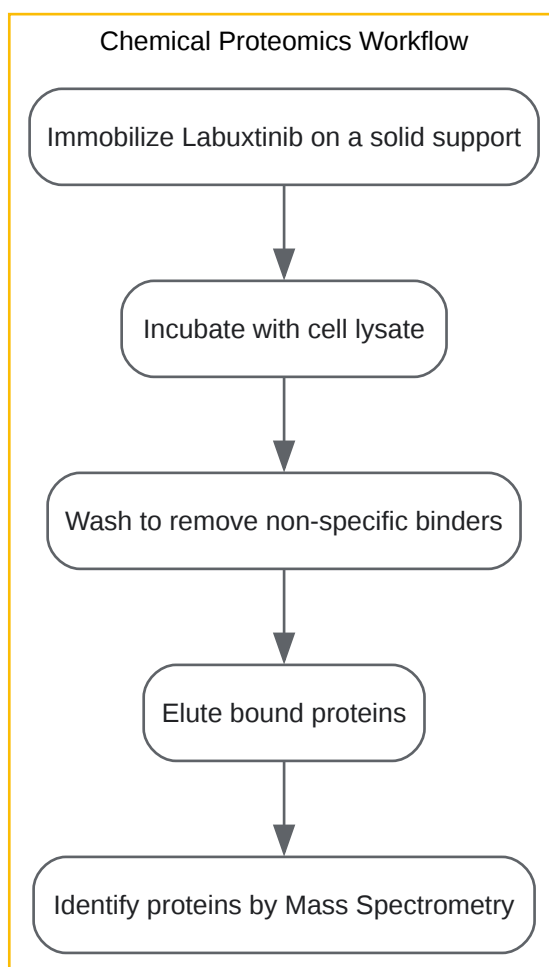 Chemical Proteomics Workflow
Immobilize Labuxtinib on a solid support
Incubate with cell lysate
Wash to remove non-specific binders
Elute bound proteins
Identify proteins by Mass Spectrometry